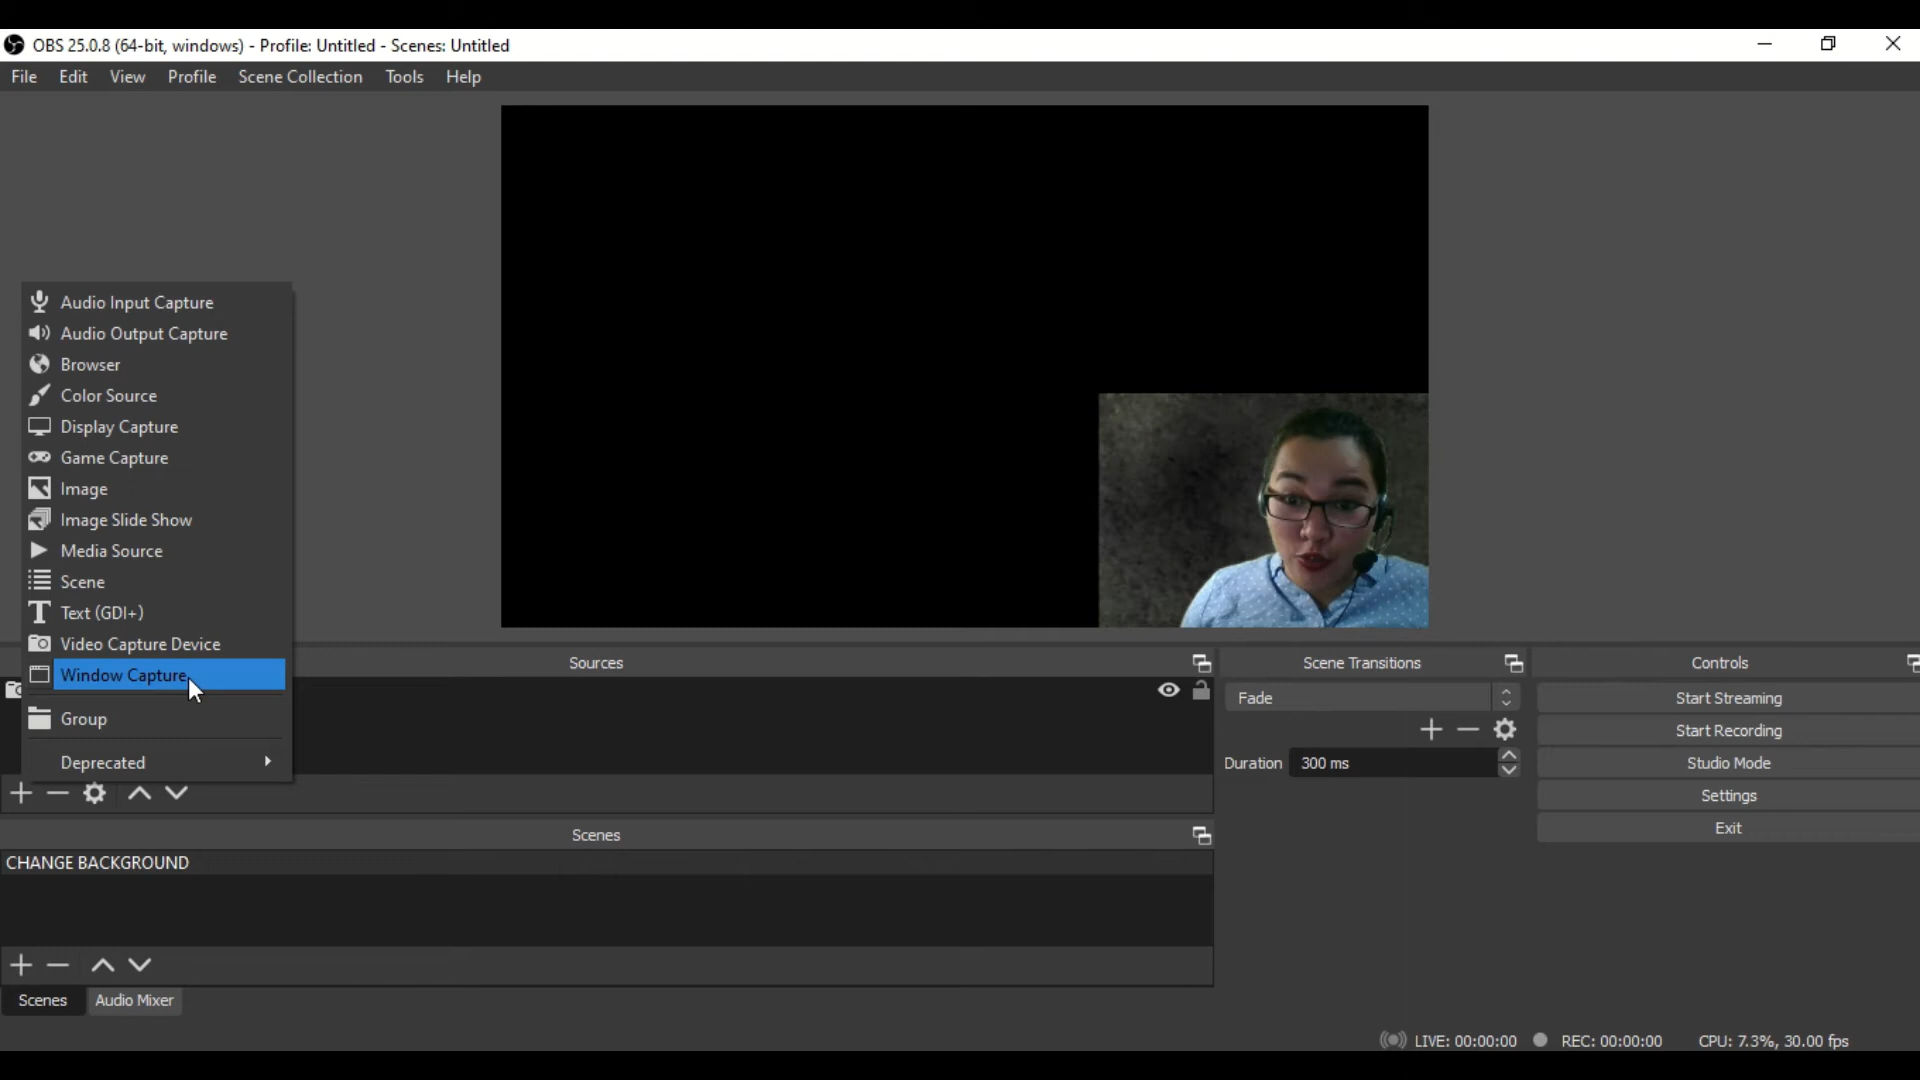 OBS 25.0.8 (64-bit, windows) - Profile: Untitled - Scenes: Untitled
File Edit View Profile Scene Collection Tools Help
Audio Input Capture
Audio Output Capture
Browser
Color Source
Display Capture
Game Capture
Image
Image Slide Show
Media Source
Scene
Text (GDI+)
Video Capture Device
Window Capture
Group
Deprecated
Sources
Scene Transitions
Fade
Duration 300 ms
Controls
Start Streaming
Start Recording
Studio Mode
Settings
Exit
Scenes
CHANGE BACKGROUND
Scenes Audio Mixer
LIVE: 00:00:00 REC: 00:00:00 CPU: 7.3%, 30.00 fps